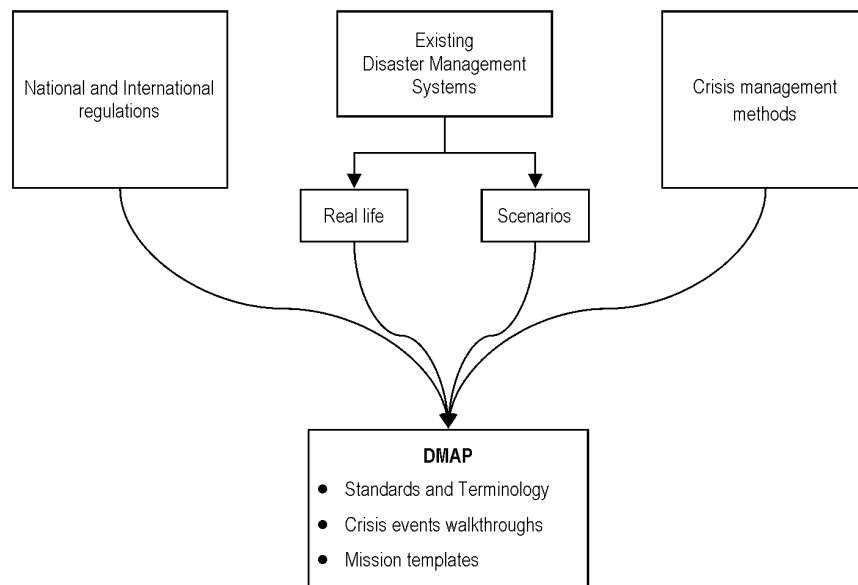 National and International
regulations
Existing
Disaster Management
Systems
Crisis management
methods
Real life
Scenarios
DMAP
● Standards and Terminology
● Crisis events walkthroughs
● Mission templates